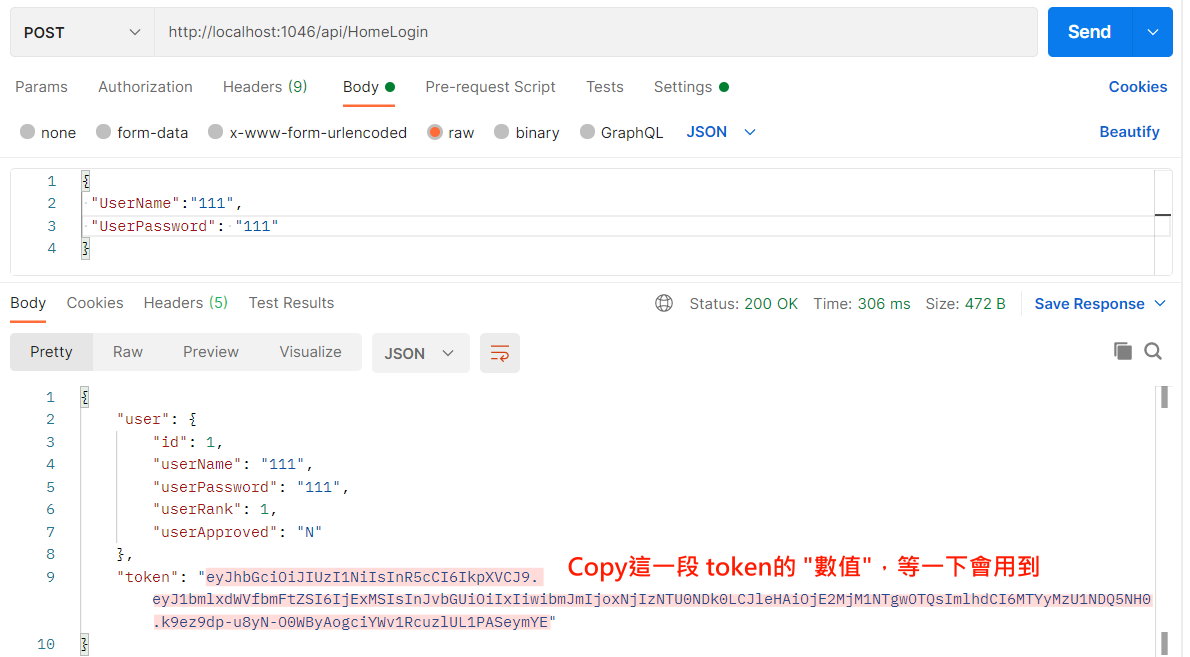 POST http://localhost:1046/api/HomeLogin Send
Params Authorization Headers (9) Body Pre-request Script Tests Settings Cookies
none form-data x-www-form-urlencoded raw binary GraphQL JSON Beautify
1 {
2 "UserName":"111",
3 "UserPassword": "111"
4 }
Body Cookies Headers (5) Test Results Status: 200 OK Time: 306 ms Size: 472 B Save Response
Pretty Raw Preview Visualize JSON
1 {
2 "user": {
3 "id": 1,
4 "userName": "111",
5 "userPassword": "111",
6 "userRank": 1,
7 "userApproved": "N"
8 },
Copy這一段 token的 "數值"，等一下會用到
9 "token": "eyJhbGciOiJIUzI1NiIsInR5cCI6IkpXVCJ9.
eyJ1bmlxdWVfbmFtZSI6IjExMSIsInJvbGUiOiIxIiwibmJmIjoxNjIzNTU0NDk0LCJleHAiOjE2MjM1NTgwOTQsImlhdCI6MTYyMzU1NDQ5NH0
.k9ez9dp-u8yN-O0WByAogciYWv1RcuzlUL1PASeymYE"
10 }